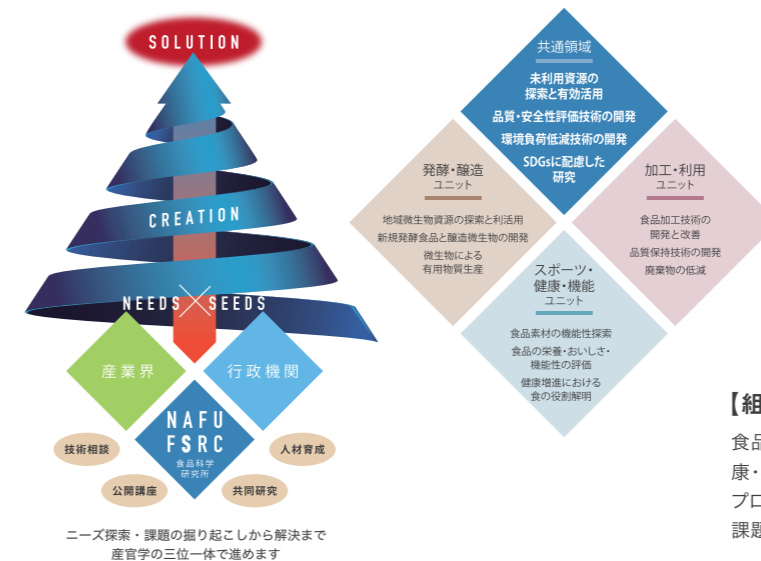 SOLUTION
CREATION
NEEDS
SEEDS
産業界
行政機関
NAFU
FSRC
食品科学
研究所
技術相談
人材育成
公開講座
共同研究
ニーズ探索・課題の掘り起こしから解決まで
産官学の三位一体で進めます
共通領域
未利用資源の
探索と有効活用
品質・安全性評価技術の開発
環境負荷低減技術の開発
SDGsに配慮した
研究
発酵・醸造
ユニット
地域微生物資源の探索と利活用
新規発酵食品と醸造微生物の開発
微生物による
有用物質生産
加工・利用
ユニット
食品加工技術の
開発と改善
品質保持技術の開発
廃棄物の低減
スポーツ・
健康・機能
ユニット
食品素材の機能性探索
食品の栄養・おいしさ・
機能性の評価
健康増進における
食の役割解明
【組
食品
康・
プロ
課題